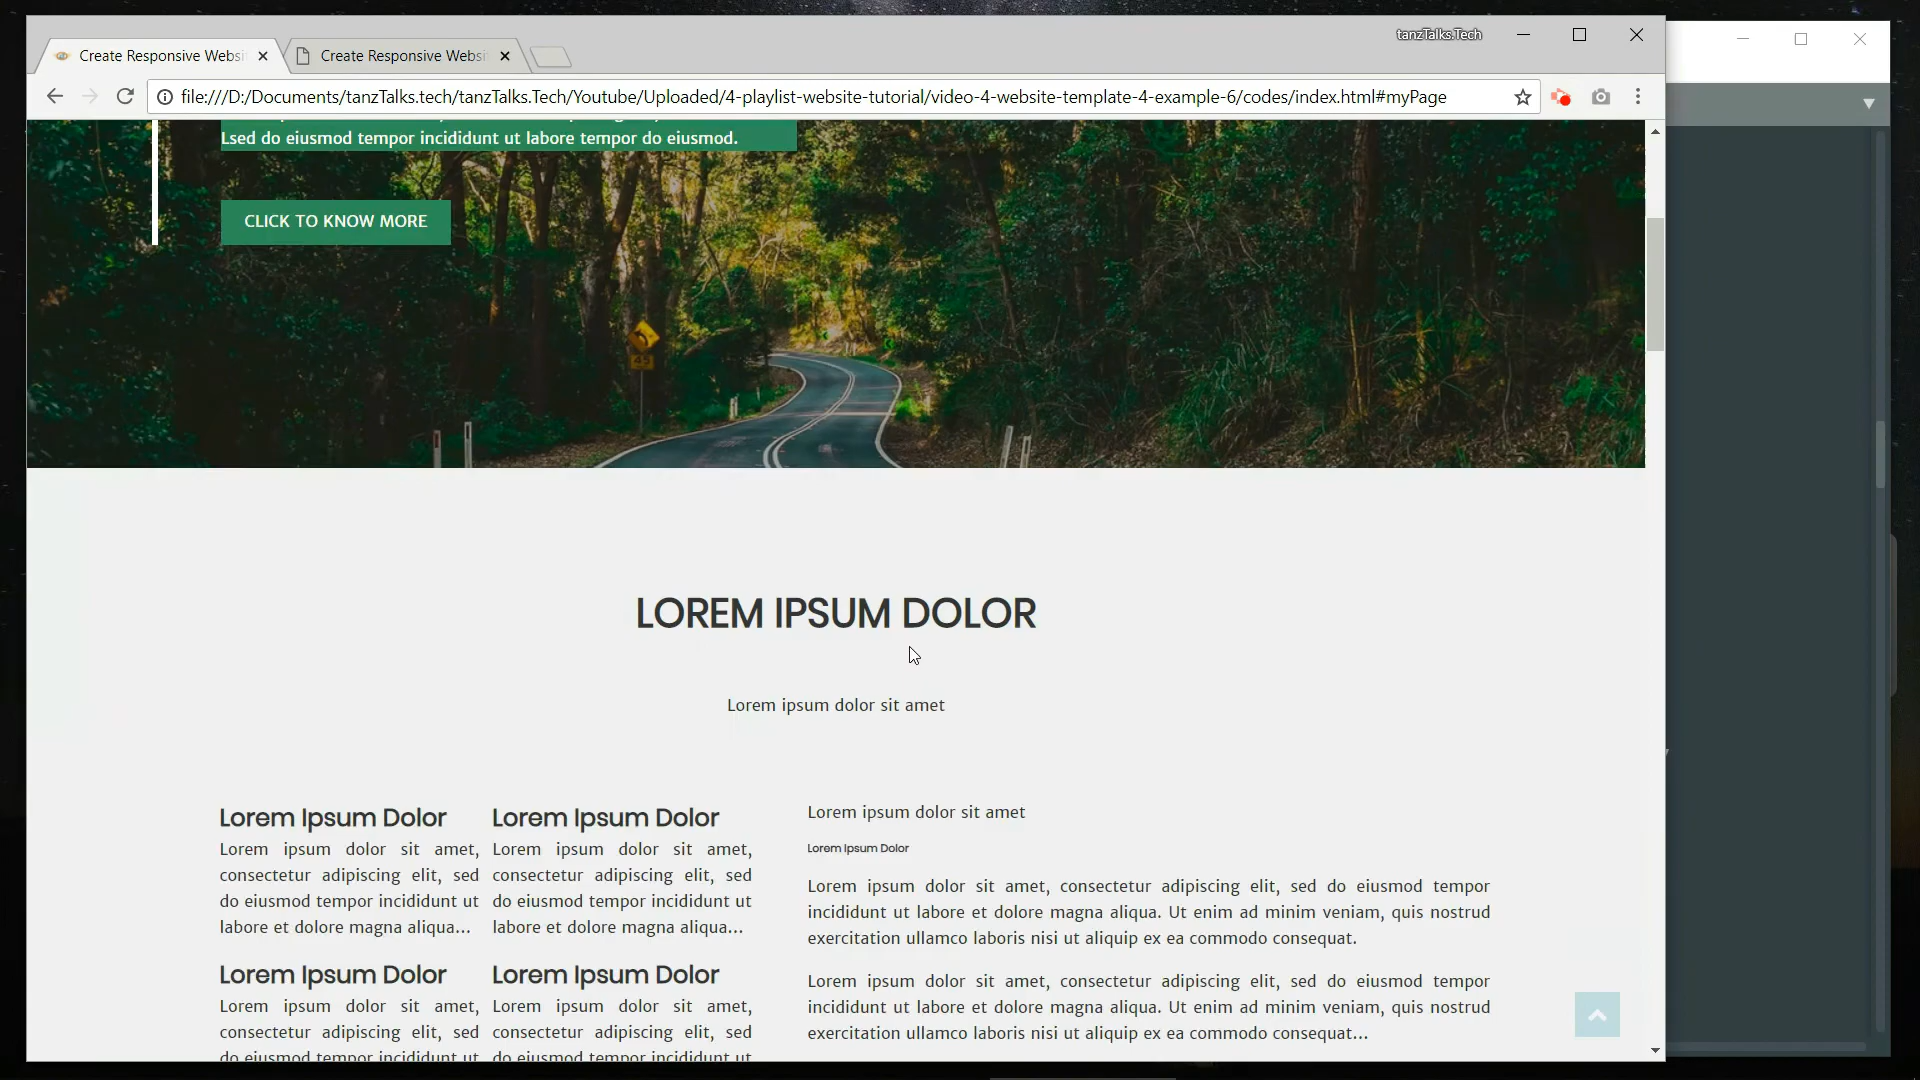 tanzTalks.Tech
Create Responsive Websi
Create Responsive Websi
file:///D:/Documents/tanzTalks.tech/tanzTalks.Tech/Youtube/Uploaded/4-playlist-website-tutorial/video-4-website-template-4-example-6/codes/index.html#myPage
Lsed do eiusmod tempor incididunt ut labore tempor do eiusmod.
CLICK TO KNOW MORE
45
LOREM IPSUM DOLOR
Lorem ipsum dolor sit amet
Lorem Ipsum Dolor
Lorem ipsum dolor sit amet,
consectetur adipiscing elit, sed
do eiusmod tempor incididunt ut
labore et dolore magna aliqua...
Lorem Ipsum Dolor
Lorem ipsum dolor sit amet,
consectetur adipiscing elit, sed
do eiusmod tempor incididunt ut
labore et dolore magna aliqua...
Lorem Ipsum Dolor
Lorem ipsum dolor sit amet,
consectetur adipiscing elit, sed
do eiusmod tempor incididunt ut
Lorem Ipsum Dolor
Lorem ipsum dolor sit amet,
consectetur adipiscing elit, sed
do eiusmod tempor incididunt ut
Lorem ipsum dolor sit amet
Lorem Ipsum Dolor
Lorem ipsum dolor sit amet, consectetur adipiscing elit, sed do eiusmod tempor
incididunt ut labore et dolore magna aliqua. Ut enim ad minim veniam, quis nostrud
exercitation ullamco laboris nisi ut aliquip ex ea commodo consequat.
Lorem ipsum dolor sit amet, consectetur adipiscing elit, sed do eiusmod tempor
incididunt ut labore et dolore magna aliqua. Ut enim ad minim veniam, quis nostrud
exercitation ullamco laboris nisi ut aliquip ex ea commodo consequat...